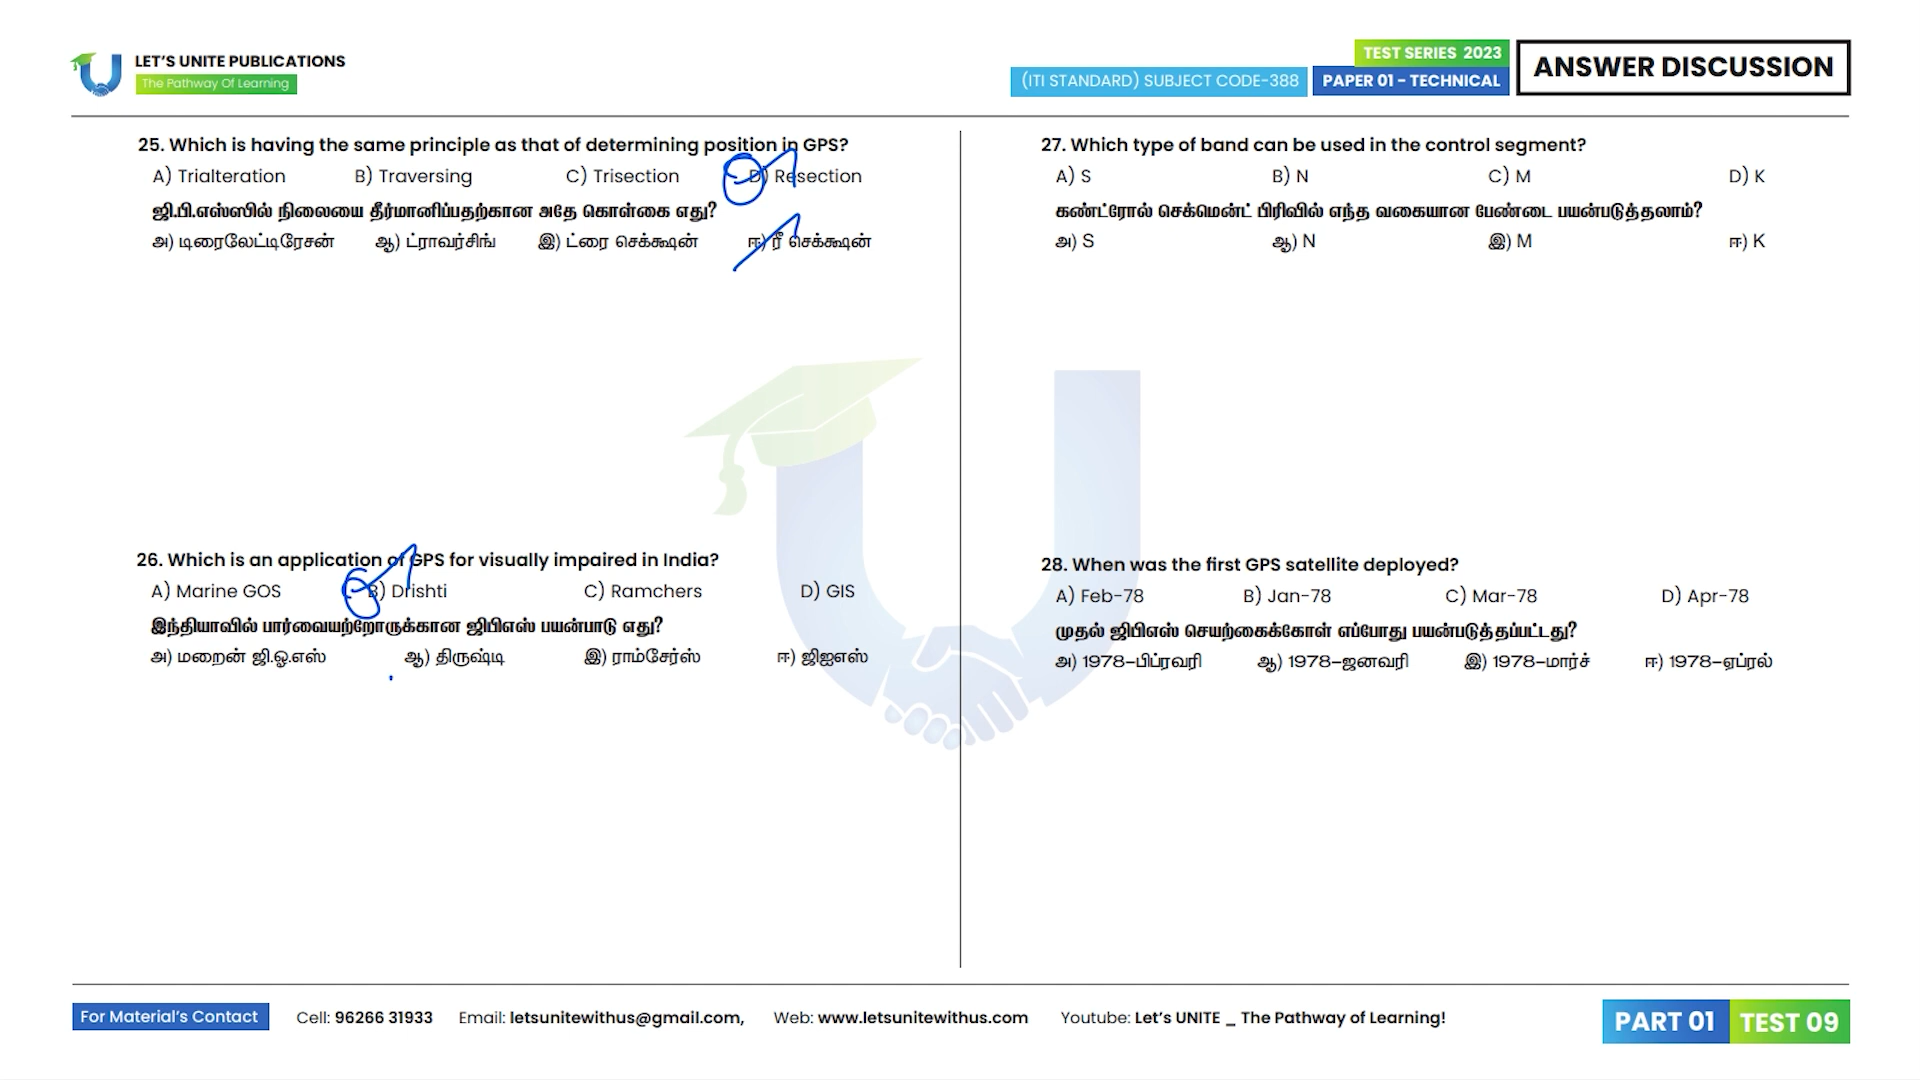 LET'S UNITE PUBLICATIONS
The Pathway Of Learning
TEST SERIES 2023
(ITI STANDARD) SUBJECT CODE-388
PAPER 01 - TECHNICAL
ANSWER DISCUSSION
25. Which is having the same principle as that of determining position in GPS?
A) Trialteration B) Traversing C) Trisection D) Resection
ஜி.பி.எஸ்ஸில் நிலையை தீர்மானிப்பதற்கான அதே கொள்கை எது?
அ) டிரைலேட்டிரேசன் ஆ) ட்ராவர்சிங் இ) ட்ரை செக்க்ஷன் ஈ) ரீ செக்க்ஷன்
26. Which is an application of GPS for visually impaired in India?
A) Marine GOS B) Drishti C) Ramchers D) GIS
இந்தியாவில் பார்வையற்றோருக்கான ஜிபிஎஸ் பயன்பாடு எது?
அ) மறைன் ஜி.ஓ.எஸ் ஆ) திருஷ்டி இ) ராம்சேர்ஸ் ஈ) ஜிஐஎஸ்
27. Which type of band can be used in the control segment?
A) S B) N C) M D) K
கண்ட்ரோல் செக்மென்ட் பிரிவில் எந்த வகையான பேண்டை பயன்படுத்தலாம்?
அ) S ஆ) N இ) M ஈ) K
28. When was the first GPS satellite deployed?
A) Feb-78 B) Jan-78 C) Mar-78 D) Apr-78
முதல் ஜிபிஎஸ் செயற்கைக்கோள் எப்போது பயன்படுத்தப்பட்டது?
அ) 1978-பிப்ரவரி ஆ) 1978-ஜனவரி இ) 1978-மார்ச் ஈ) 1978-ஏப்ரல்
For Material's Contact
Cell: 96266 31933 Email: letsunitewithus@gmail.com, Web: www.letsunitewithus.com Youtube: Let's UNITE _ The Pathway of Learning!
PART 01 TEST 09